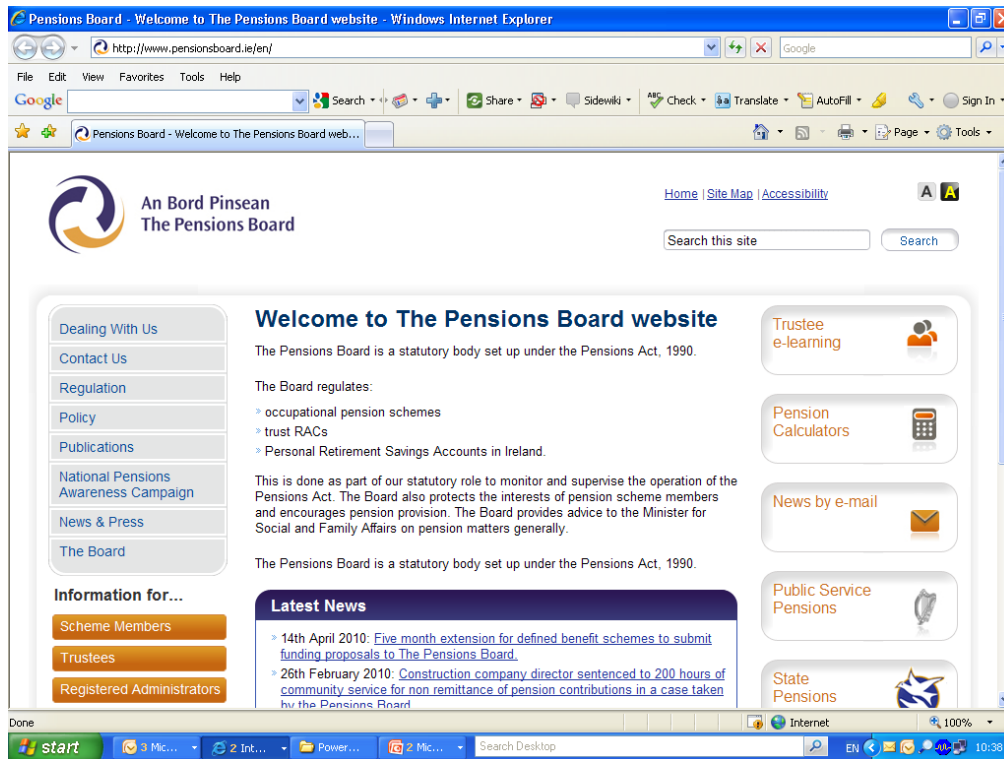 Pensions Board - Welcome to The Pensions Board website - Windows Internet Explorer
http://www.pensionsboard.ie/en/
Google
File Edit View Favorites Tools Help
Google Search Share Sidewiki Check Translate AutoFill Sign In
Pensions Board - Welcome to The Pensions Board web...
Page Tools
An Bord Pinsean
The Pensions Board
Home | Site Map | Accessibility
A A
Search this site Search
Dealing With Us
Contact Us
Regulation
Policy
Publications
National Pensions
Awareness Campaign
News & Press
The Board
Information for...
Scheme Members
Trustees
Registered Administrators
Welcome to The Pensions Board website
The Pensions Board is a statutory body set up under the Pensions Act, 1990.
The Board regulates:
» occupational pension schemes
» trust RACs
» Personal Retirement Savings Accounts in Ireland.
This is done as part of our statutory role to monitor and supervise the operation of the
Pensions Act. The Board also protects the interests of pension scheme members
and encourages pension provision. The Board provides advice to the Minister for
Social and Family Affairs on pension matters generally.
The Pensions Board is a statutory body set up under the Pensions Act, 1990.
Latest News
» 14th April 2010: Five month extension for defined benefit schemes to submit
funding proposals to The Pensions Board.
» 26th February 2010: Construction company director sentenced to 200 hours of
community service for non remittance of pension contributions in a case taken
by the Pensions Board
Trustee
e-learning
Pension
Calculators
News by e-mail
Public Service
Pensions
State
Pensions
Done Internet 100%
start 3 Mic... 2 Int... Power... 2 Mic... Search Desktop EN 10:38